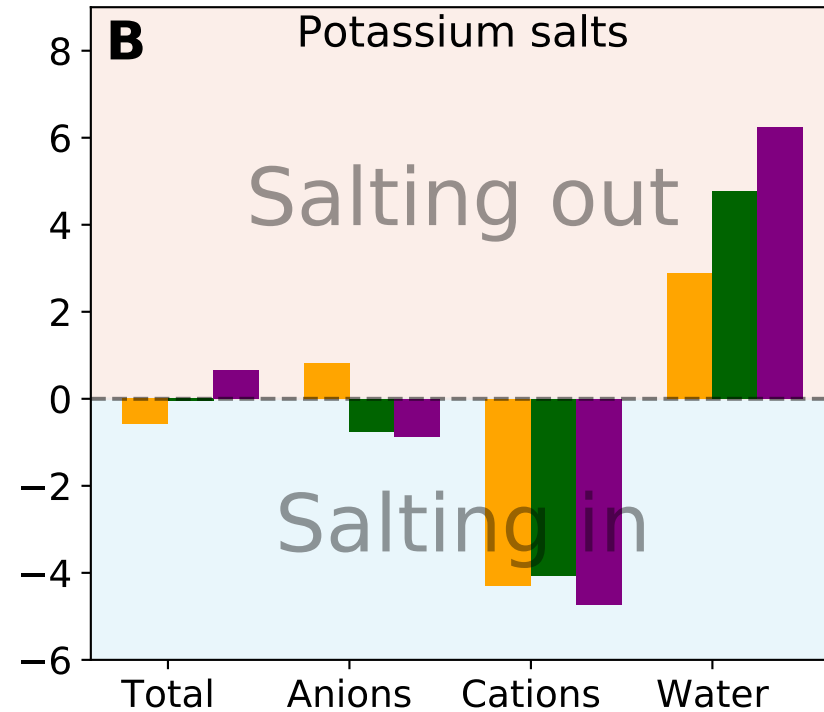 B
Potassium salts
8
6
4
2
0
−2
−4
−6
Salting out
Salting in
Total Anions Cations Water